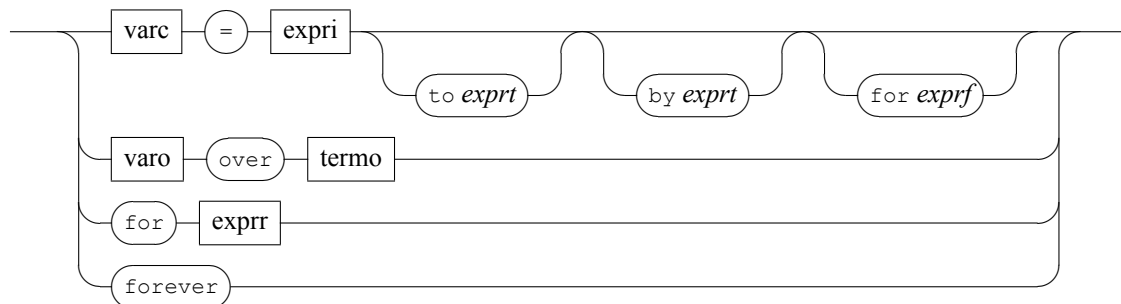 varc = expri
to exprt by exprt for exprf
varo over termo
for exprr
forever